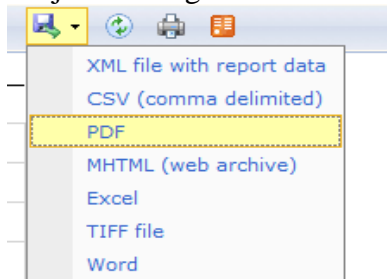 XML file with report data
CSV (comma delimited)
PDF
MHTML (web archive)
Excel
TIFF file
Word